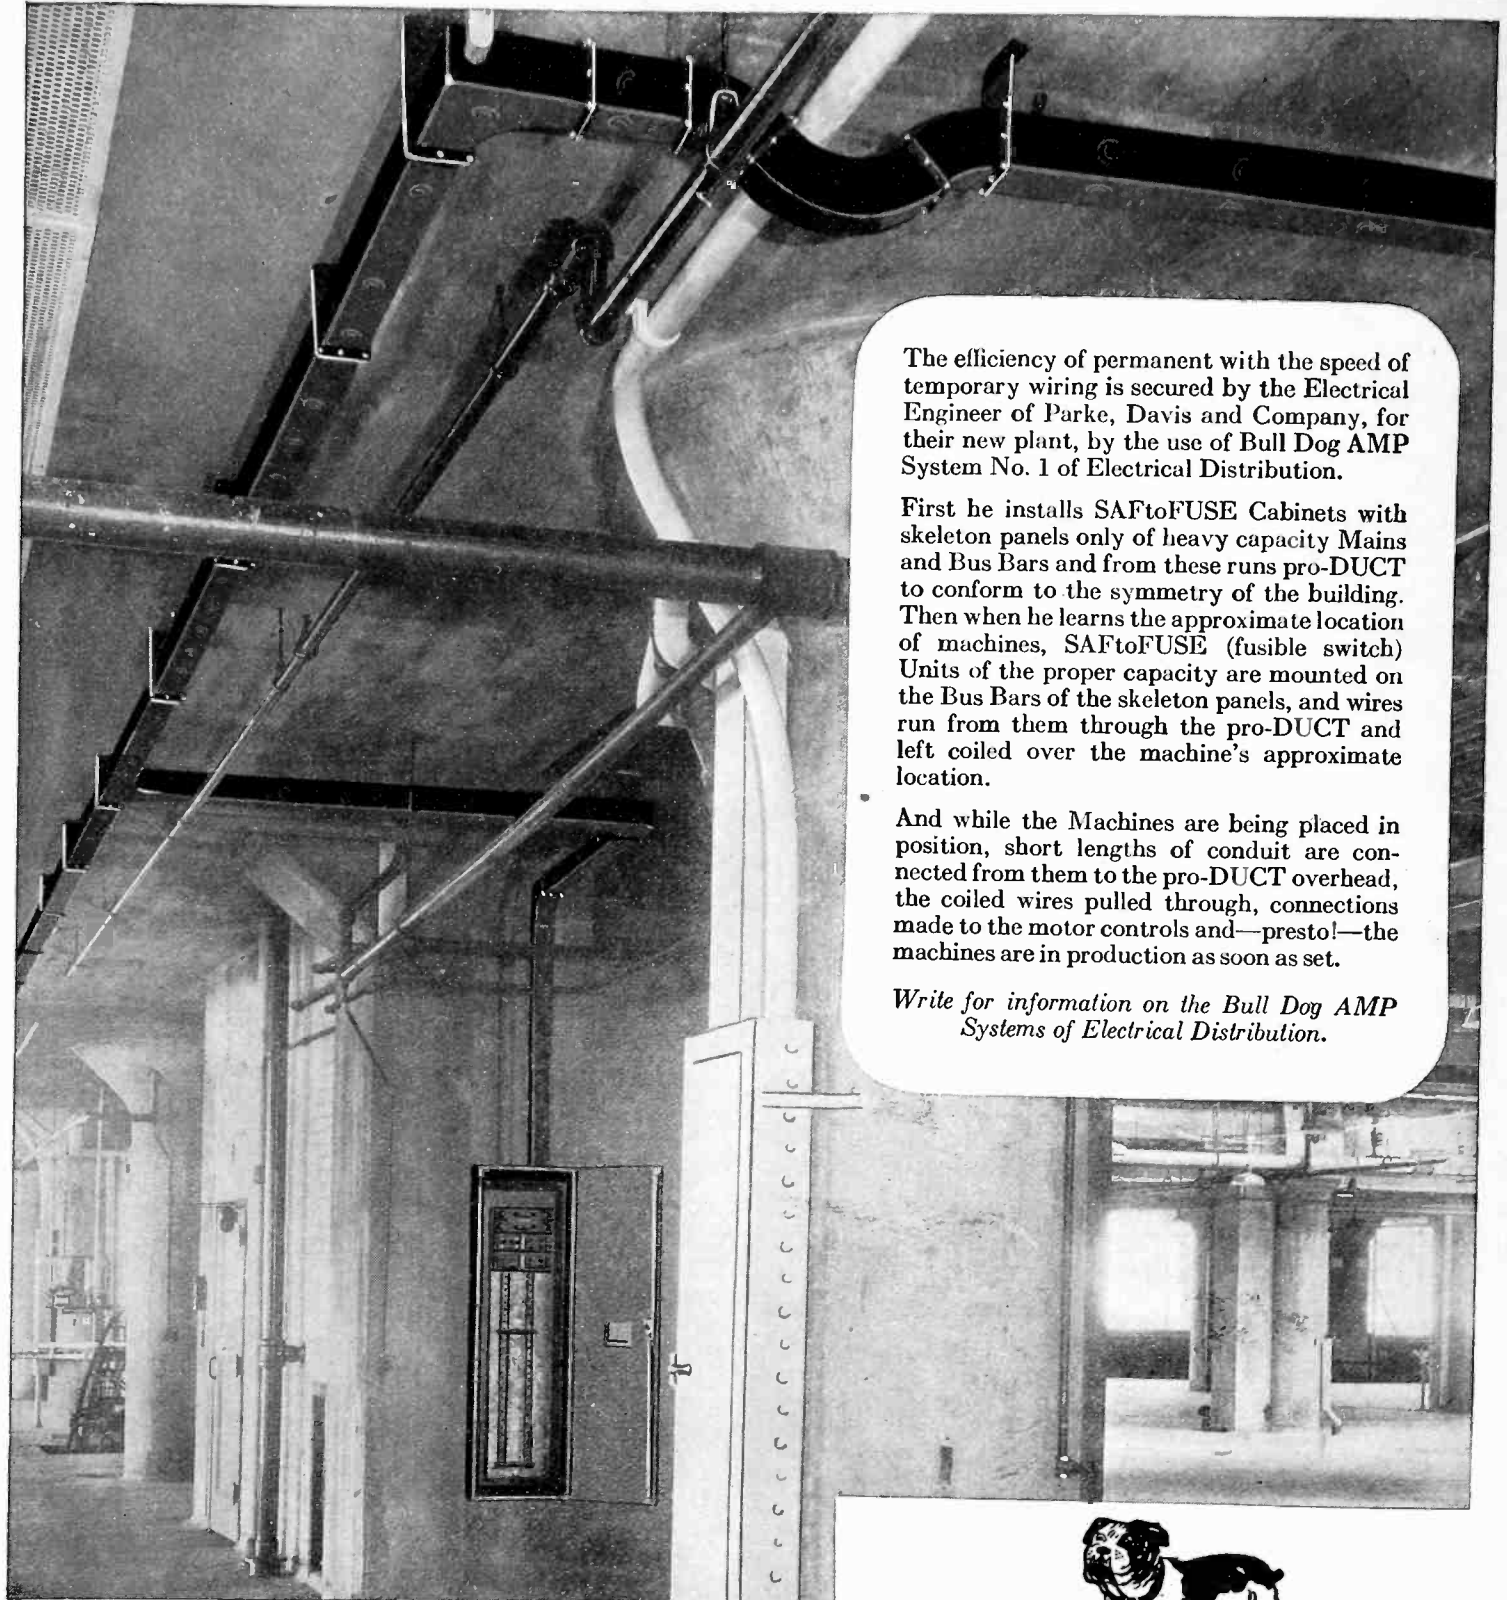 The efficiency of permanent with the speed of
temporary wiring is secured by the Electrical
Engineer of Parke, Davis and Company, for
their new plant, by the use of Bull Dog AMP
System No. 1 of Electrical Distribution.
First he installs SAFtoFUSE Cabinets with
skeleton panels only of heavy capacity Mains
and Bus Bars and from these runs pro-DUCT
to conform to the symmetry of the building.
Then when he learns the approximate location
of machines, SAFtoFUSE (fusible switch)
Units of the proper capacity are mounted on
the Bus Bars of the skeleton panels, and wires
run from them through the pro-DUCT and
left coiled over the machine's approximate
location.
And while the Machines are being placed in
position, short lengths of conduit are con-
nected from them to the pro-DUCT overhead,
the coiled wires pulled through, connections
made to the motor controls and—presto!—the
machines are in production as soon as set.
Write for information on the Bull Dog AMP
Systems of Electrical Distribution.